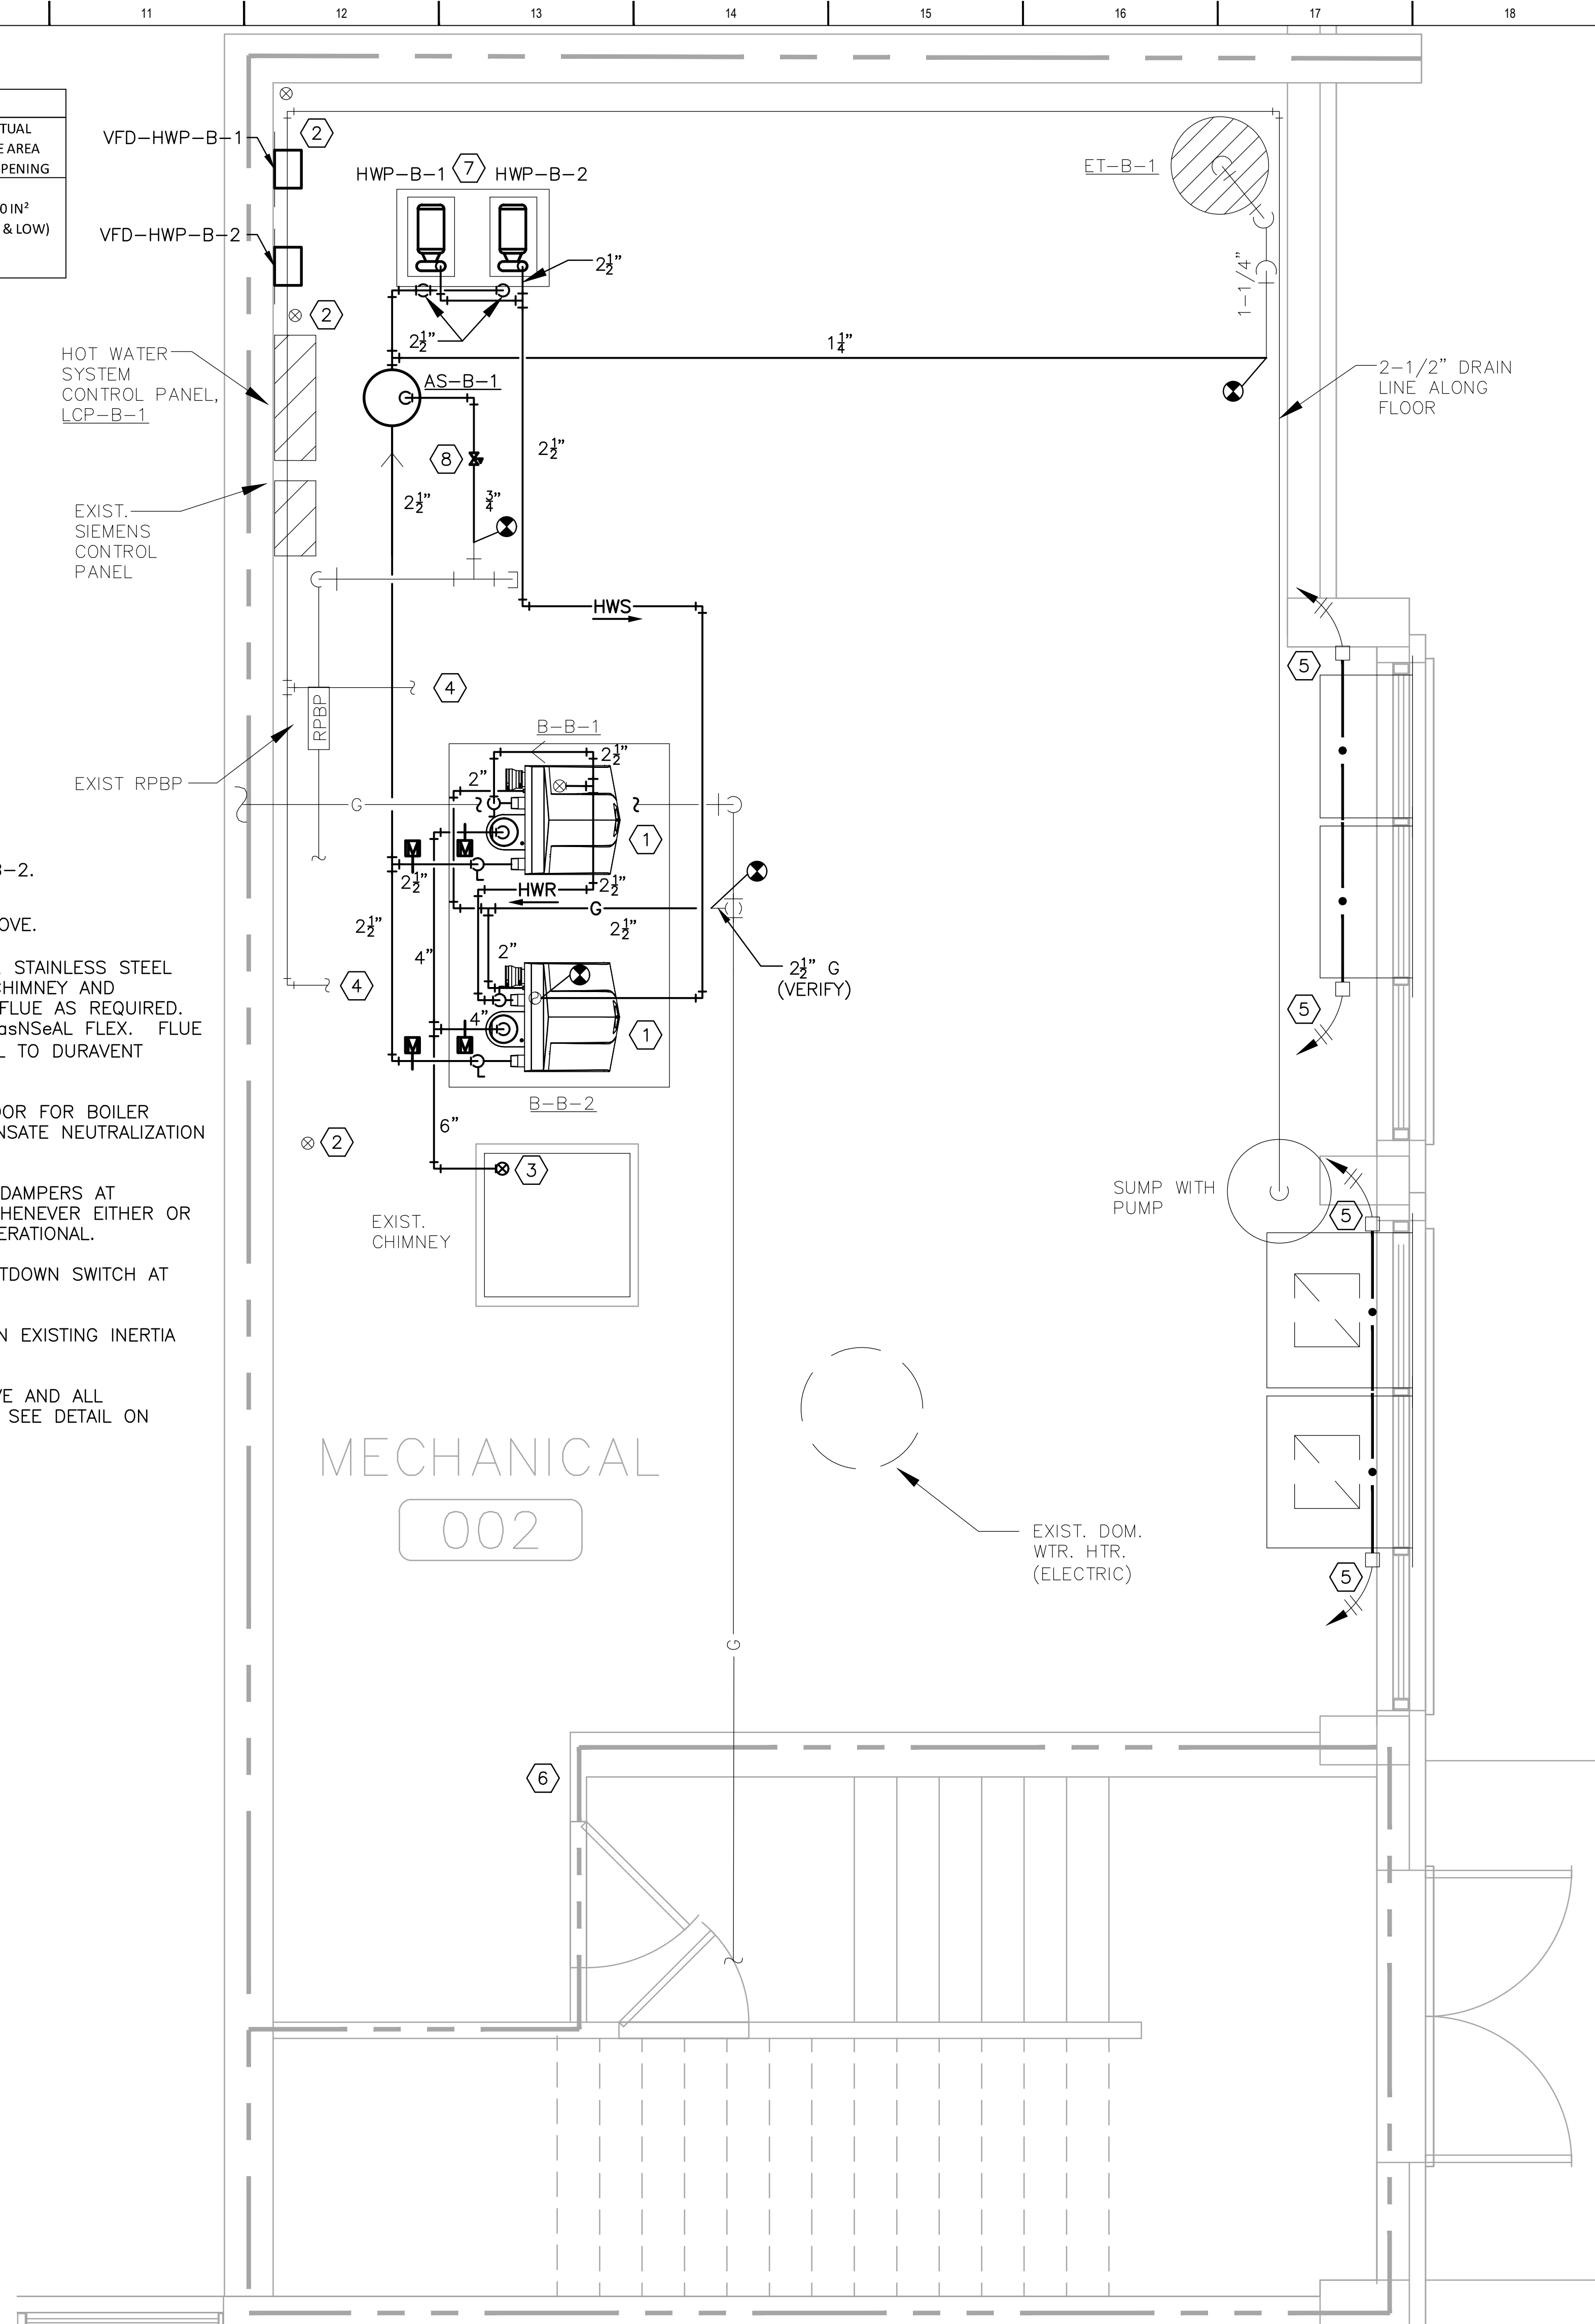 11
12
13
14
15
16
17
18
TUAL
E AREA
PENING
0 IN²
& LOW)
VFD-HWP-B-1
2
HWP-B-1
7
HWP-B-2
ET-B-1
VFD-HWP-B-2
2½"
1-1/4"
2
2½"
1¼"
HOT WATER
SYSTEM
CONTROL PANEL,
LCP-B-1
AS-B-1
2-1/2" DRAIN
LINE ALONG
FLOOR
8
2½"
2½"
¾"
EXIST.
SIEMENS
CONTROL
PANEL
HWS
5
4
RPBP
B-B-1
2½"
EXIST RPBP
2"
G
1
M
M
B-2.
2½"
HWR
2½"
G
OVE.
2½"
2½"
4"
2"
STAINLESS STEEL
CHIMNEY AND
FLUE AS REQUIRED.
asNSeAL FLEX. FLUE
L TO DURAVENT
2½" G
(VERIFY)
4
4"
1
5
M
M
B-B-2
OOR FOR BOILER
NSATE NEUTRALIZATION
6"
2
3
DAMPERS AT
HENEVER EITHER OR
ERATIONAL.
SUMP WITH
PUMP
5
EXIST.
CHIMNEY
TDOWN SWITCH AT
N EXISTING INERTIA
VE AND ALL
SEE DETAIL ON
MECHANICAL
002
EXIST. DOM.
WTR. HTR.
(ELECTRIC)
5
G
6